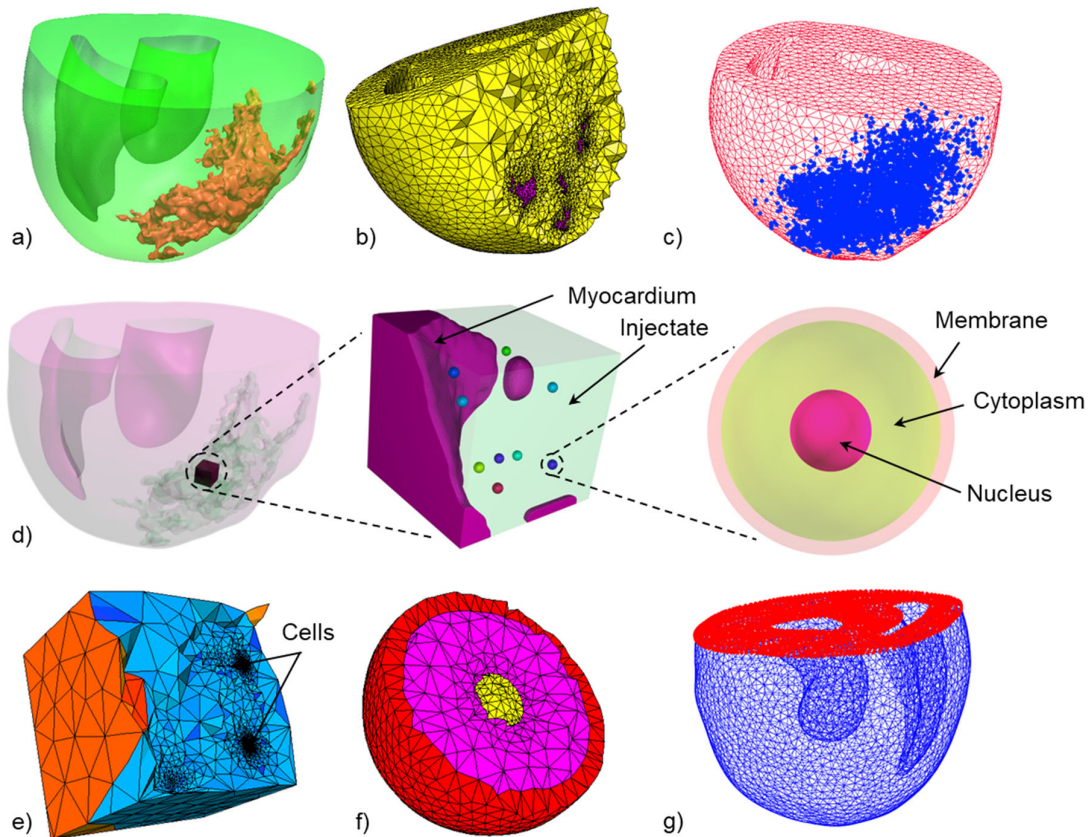 a)
b)
c)
Myocardium
Injectate
Membrane
Cytoplasm
Nucleus
d)
Cells
e)
f)
g)